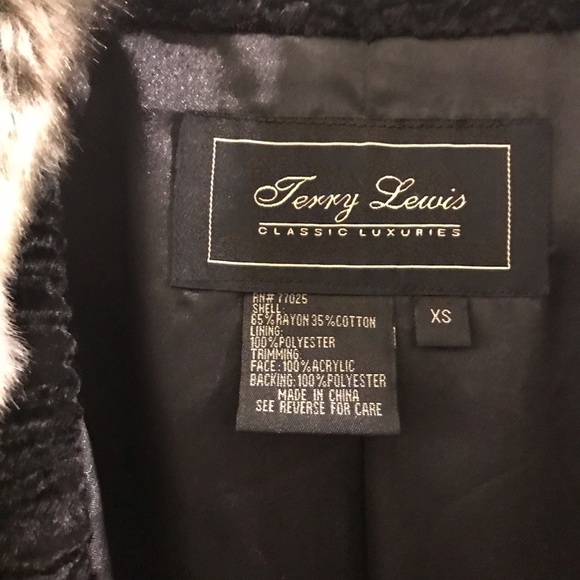 Terry Lewis
CLASSIC LUXURIES
XS
RN# 77025
SHELL:
65%RAYON 35%COTTON
LINING:
100%POLYESTER
TRIMMING:
FACE: 100%ACRYLIC
BACKING: 100%POLYESTER
MADE IN CHINA
SEE REVERSE FOR CARE